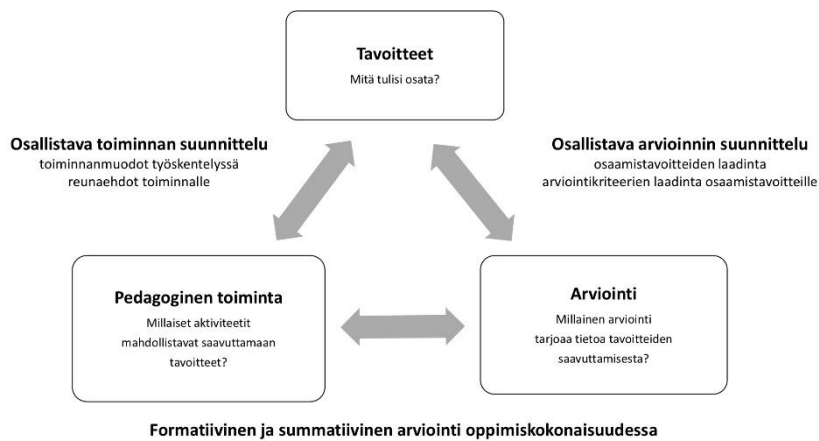 Tavoitteet
Mitä tulisi osata?
Osallistava toiminnan suunnittelu
toiminnanmuodot työskentelyssä
reunaehdot toiminnalle
Osallistava arvioinnin suunnittelu
osaamistavoitteiden laadinta
arviointikriteerien laadinta osaamistavoitteille
Pedagoginen toiminta
Millaiset aktiviteetit
mahdollistavat saavuttamaan
tavoitteet?
Arviointi
Millainen arviointi
tarjoaa tietoa tavoitteiden
saavuttamisesta?
Formatiivinen ja summatiivinen arviointi oppimiskokonaisuudessa